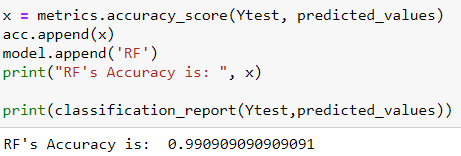 x = metrics.accuracy_score(Ytest, predicted_values)
acc.append(x)
model.append('RF')
print("RF's Accuracy is: ", x)
print(classification_report(Ytest,predicted_values))
RF's Accuracy is:  0.990909090909091